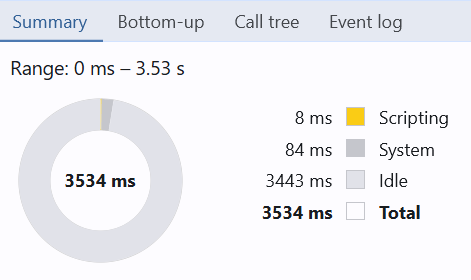 Summary Bottom-up Call tree Event log
Range: 0 ms – 3.53 s
3534 ms
8 ms Scripting
84 ms System
3443 ms Idle
3534 ms Total